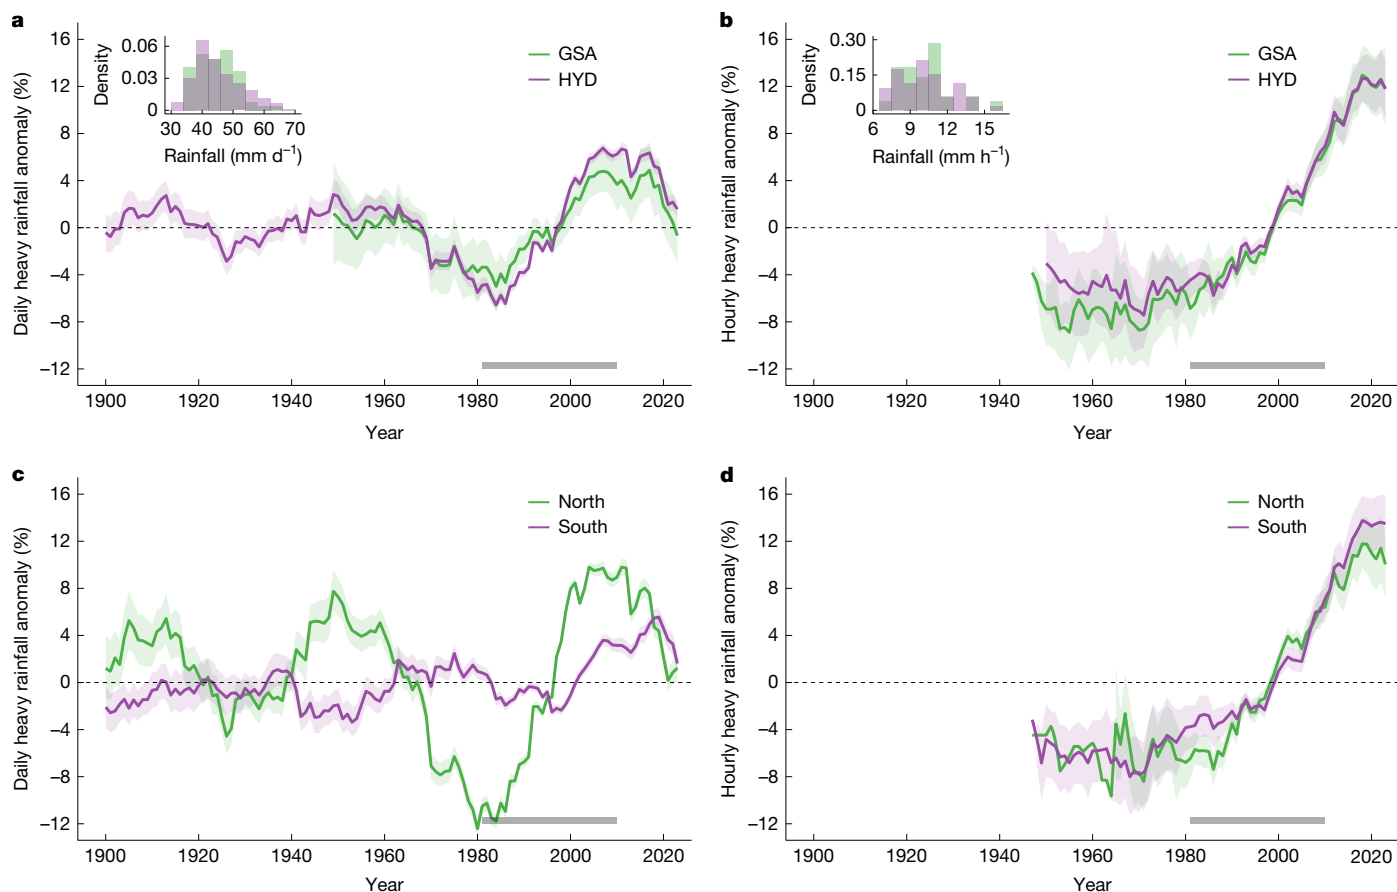 a
Daily heavy rainfall anomaly (%)
16
12
8
4
0
−4
−8
−12
1900 1920 1940 1960 1980 2000 2020
Year
Density
0.06
0.03
0
30 40 50 60 70
Rainfall (mm d−1)
GSA
HYD
b
Hourly heavy rainfall anomaly (%)
16
12
8
4
0
−4
−8
−12
1900 1920 1940 1960 1980 2000 2020
Year
Density
0.30
0.15
0
6 9 12 15
Rainfall (mm h−1)
GSA
HYD
c
Daily heavy rainfall anomaly (%)
16
12
8
4
0
−4
−8
−12
1900 1920 1940 1960 1980 2000 2020
Year
North
South
d
Hourly heavy rainfall anomaly (%)
16
12
8
4
0
−4
−8
−12
1900 1920 1940 1960 1980 2000 2020
Year
North
South